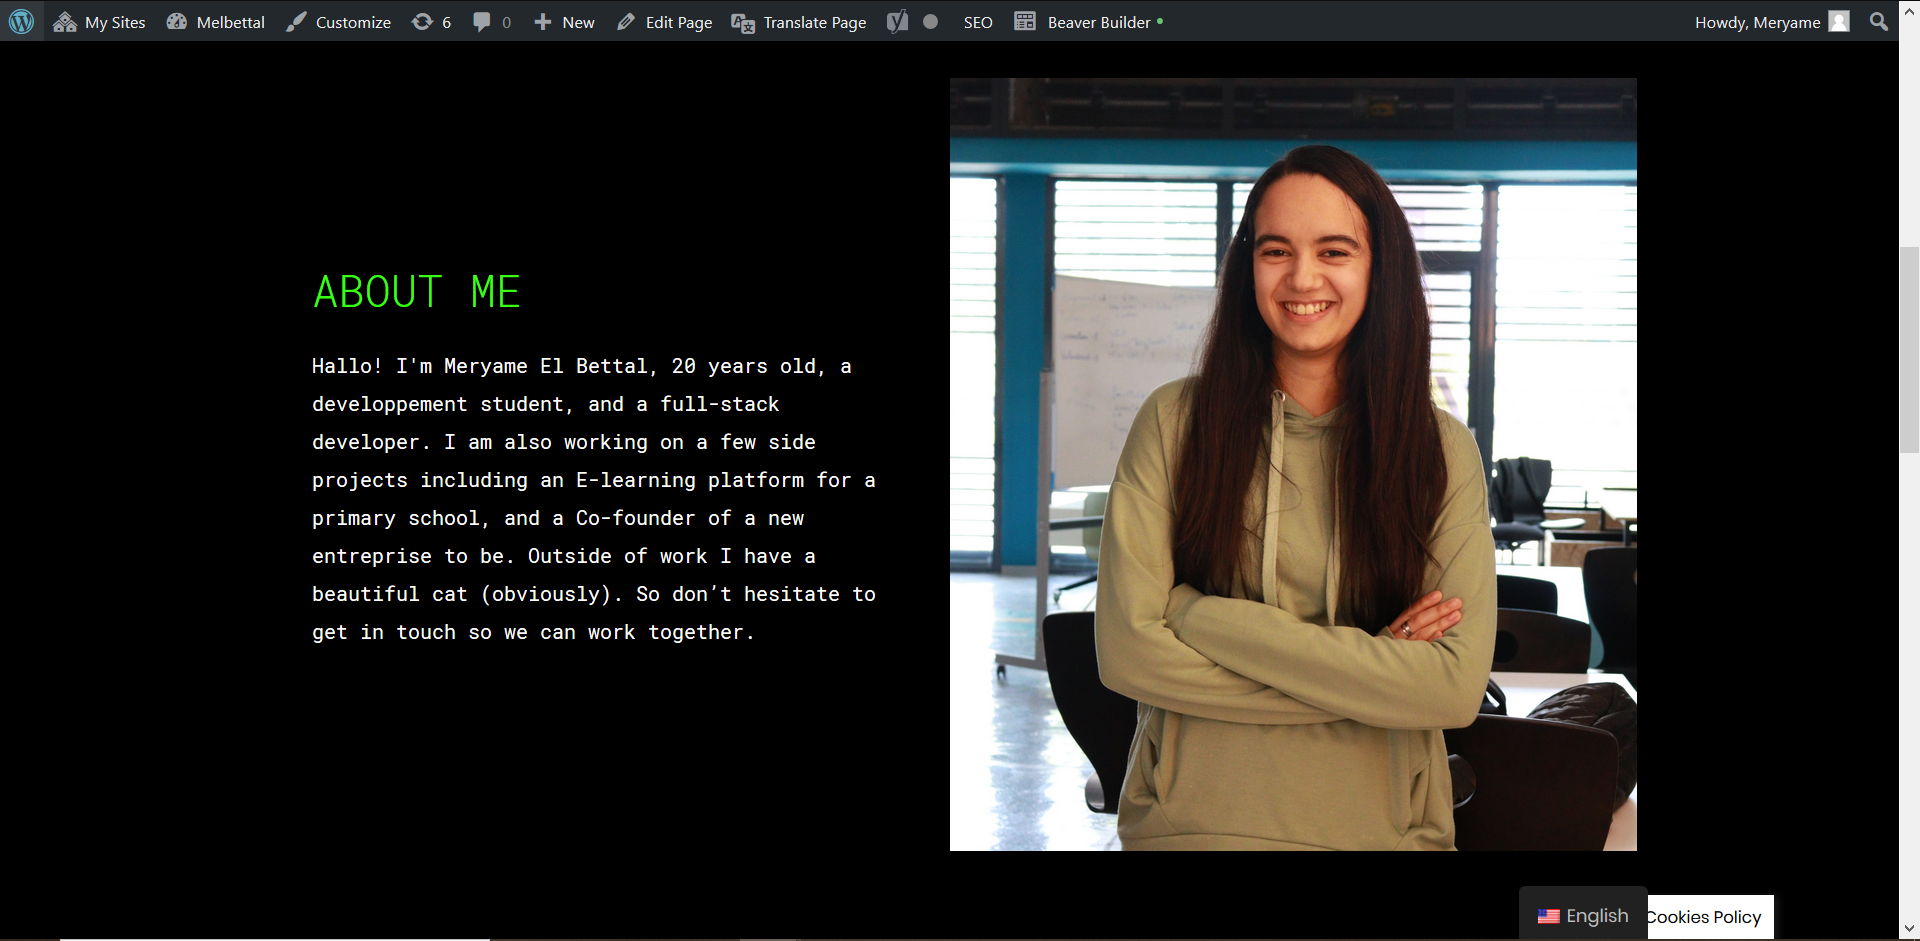 My Sites Melbettal Customize 6 0 New Edit Page Translate Page SEO Beaver Builder Howdy, Meryame
ABOUT ME
Hallo! I'm Meryame El Bettal, 20 years old, a
developpement student, and a full-stack
developer. I am also working on a few side
projects including an E-learning platform for a
primary school, and a Co-founder of a new
entreprise to be. Outside of work I have a
beautiful cat (obviously). So don’t hesitate to
get in touch so we can work together.
English
Cookies Policy